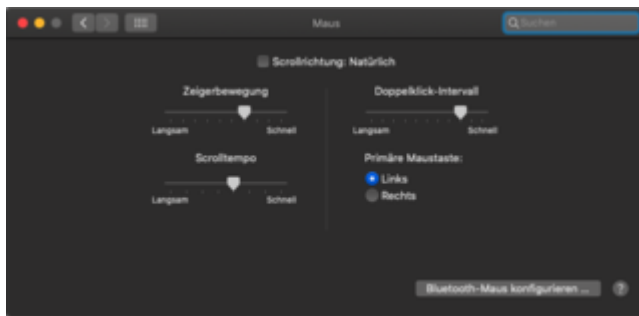 Maus
Suchen
Scrollrichtung: Natürlich
Zeigerbewegung
Langsam
Schnell
Doppelklick-Intervall
Langsam
Schnell
Scrolltempo
Langsam
Schnell
Primäre Maustaste:
Links
Rechts
Bluetooth-Maus konfigurieren ...
?